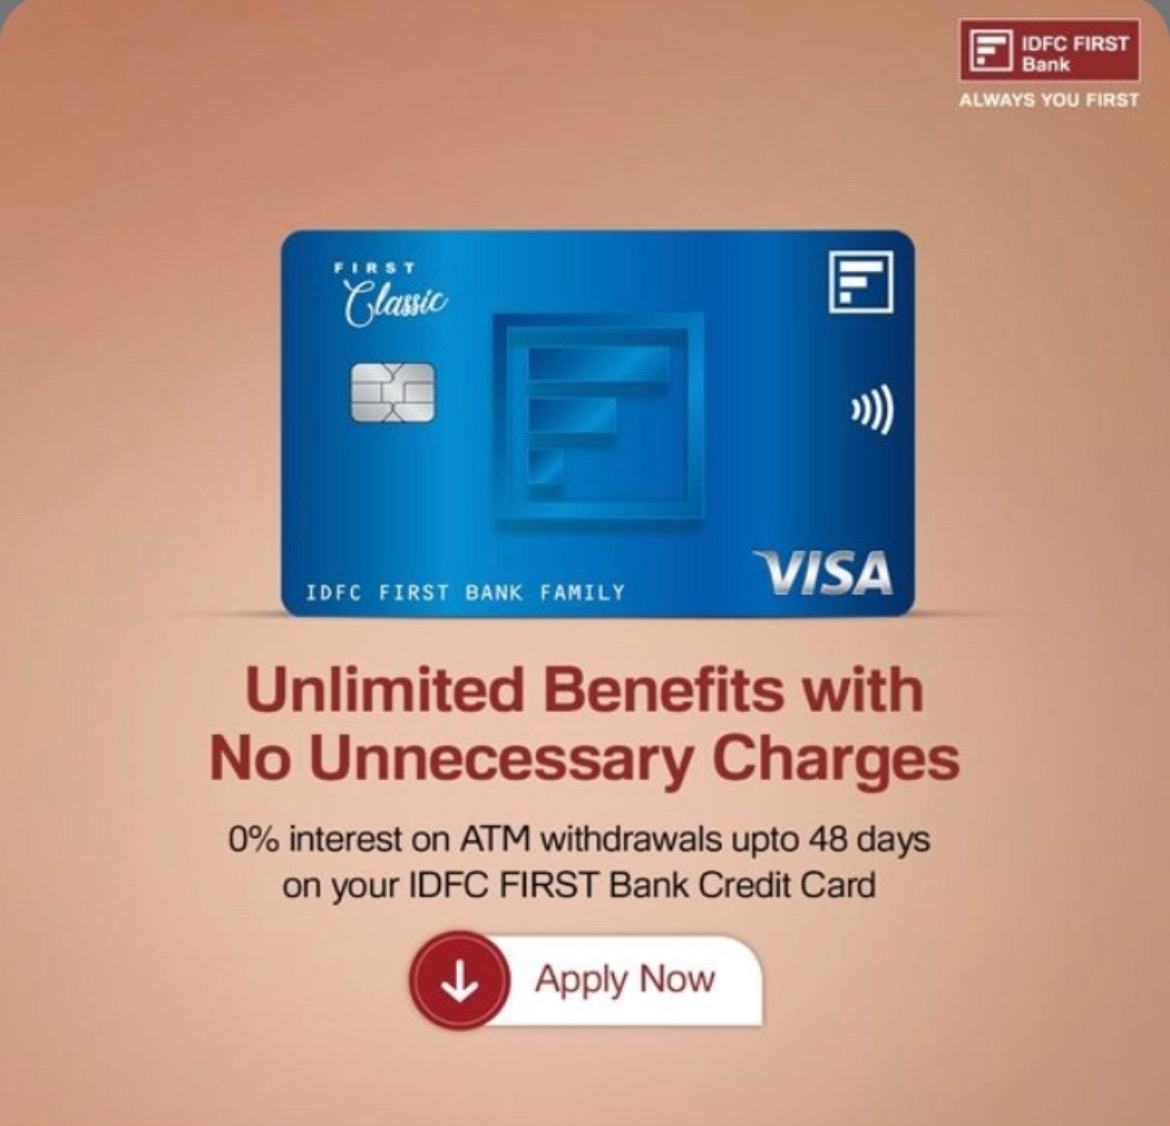 IDFC FIRST
Bank
ALWAYS YOU FIRST
FIRST
Classic
IDFC FIRST BANK FAMILY
VISA
Unlimited Benefits with
No Unnecessary Charges
0% interest on ATM withdrawals upto 48 days
on your IDFC FIRST Bank Credit Card
Apply Now